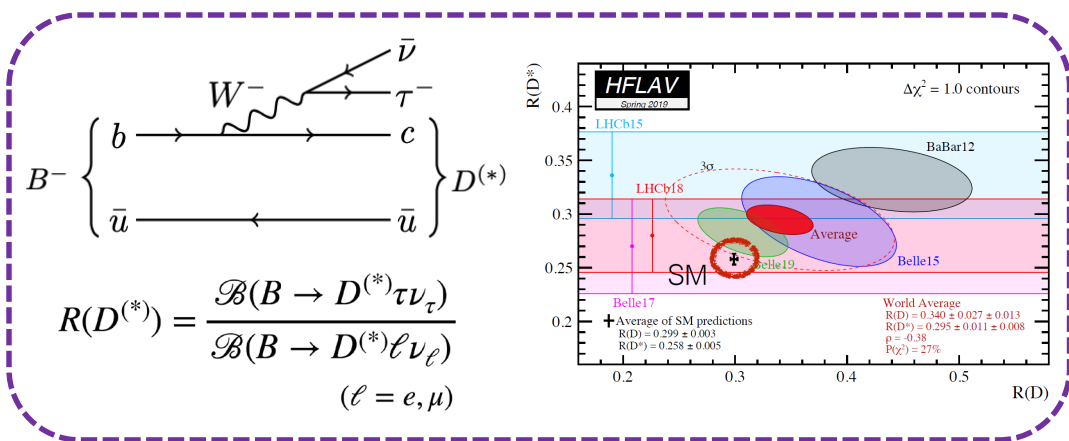 ν̄
W⁻
τ⁻
b
c
B⁻
D⁽*⁾
ū
ū
R(D⁽*⁾) = ℬ(B → D⁽*⁾τν_τ) / ℬ(B → D⁽*⁾ℓν_ℓ)
(ℓ = e, μ)
R(D*)
HFLAV
Spring 2019
Δχ² = 1.0 contours
0.4
LHCb15
BaBar12
0.35
3σ
LHCb18
0.3
Average
Belle15
SM
Belle19
0.25
Belle17
World Average
R(D) = 0.340 ± 0.027 ± 0.013
R(D*) = 0.295 ± 0.011 ± 0.008
ρ = -0.38
P(χ²) = 27%
0.2
Average of SM predictions
R(D) = 0.299 ± 0.003
R(D*) = 0.258 ± 0.005
0.2 0.3 0.4 0.5
R(D)